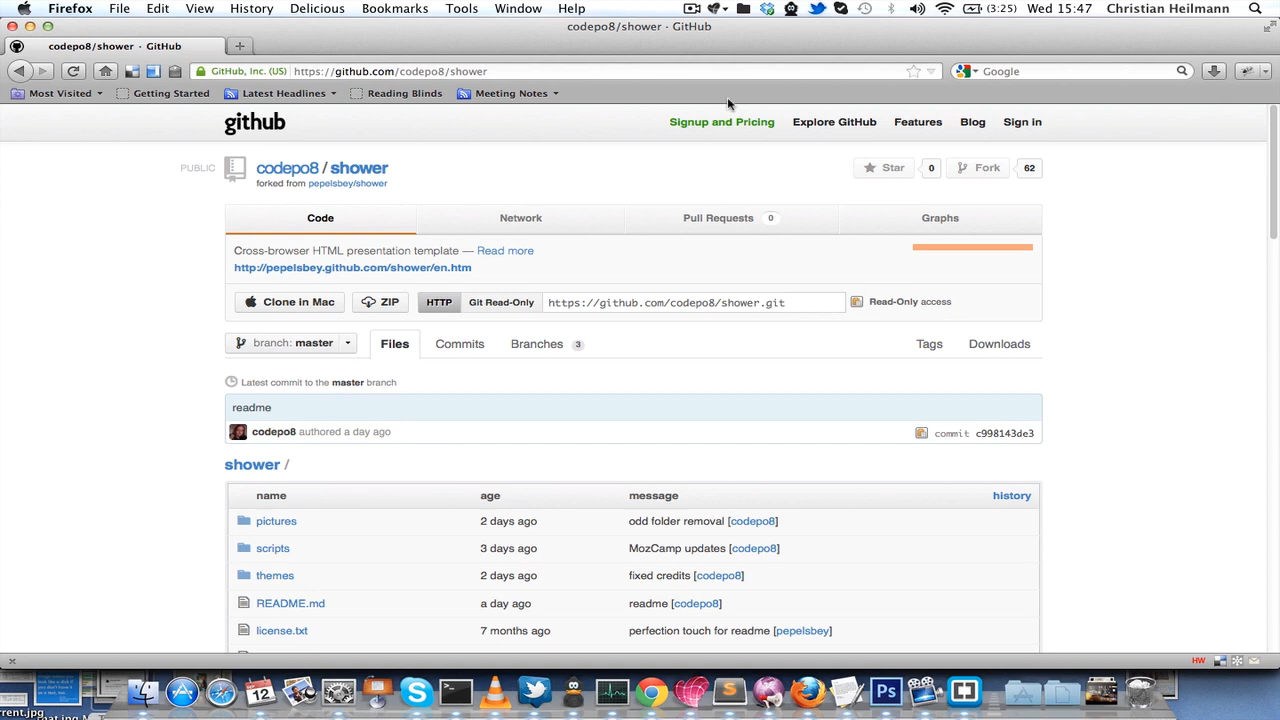 Firefox File Edit View History Delicious Bookmarks Tools Window Help (3:25) Wed 15:47 Christian Heilmann
codepo8/shower · GitHub
codepo8/shower · GitHub
GitHub, Inc. (US) https://github.com/codepo8/shower Google
Most Visited Getting Started Latest Headlines Reading Blinds Meeting Notes
github Signup and Pricing Explore GitHub Features Blog Sign in
PUBLIC codepo8 / shower Star 0 Fork 62
forked from pepelsbey/shower
Code Network Pull Requests 0 Graphs
Cross-browser HTML presentation template — Read more
http://pepelsbey.github.com/shower/en.htm
Clone in Mac ZIP HTTP Git Read-Only https://github.com/codepo8/shower.git Read-Only access
branch: master Files Commits Branches 3 Tags Downloads
Latest commit to the master branch
readme
codepo8 authored a day ago commit c998143de3
shower /
name age message history
pictures 2 days ago odd folder removal [codepo8]
scripts 3 days ago MozCamp updates [codepo8]
themes 2 days ago fixed credits [codepo8]
README.md a day ago readme [codepo8]
license.txt 7 months ago perfection touch for readme [pepelsbey]
HW
12
rrent.jpg